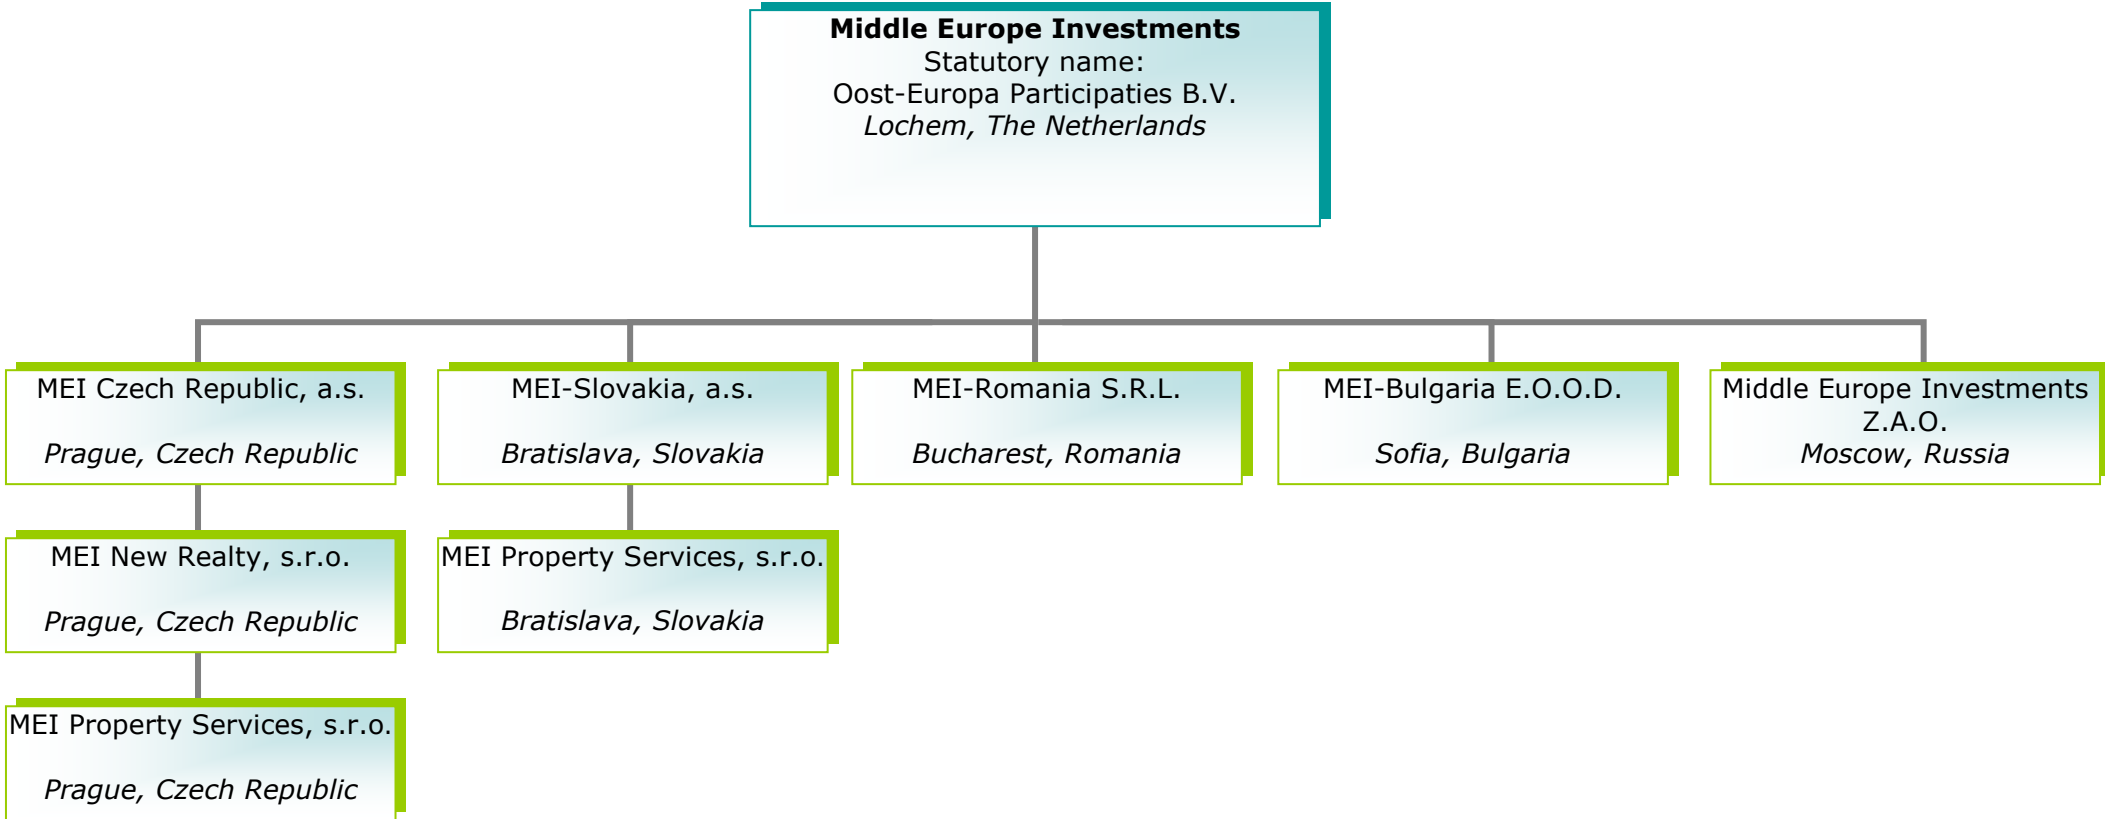 Middle Europe Investments
Statutory name:
Oost-Europa Participaties B.V.
Lochem, The Netherlands
MEI Czech Republic, a.s.
Prague, Czech Republic
MEI-Slovakia, a.s.
Bratislava, Slovakia
MEI-Romania S.R.L.
Bucharest, Romania
MEI-Bulgaria E.O.O.D.
Sofia, Bulgaria
Middle Europe Investments
Z.A.O.
Moscow, Russia
MEI New Realty, s.r.o.
Prague, Czech Republic
MEI Property Services, s.r.o.
Bratislava, Slovakia
MEI Property Services, s.r.o.
Prague, Czech Republic